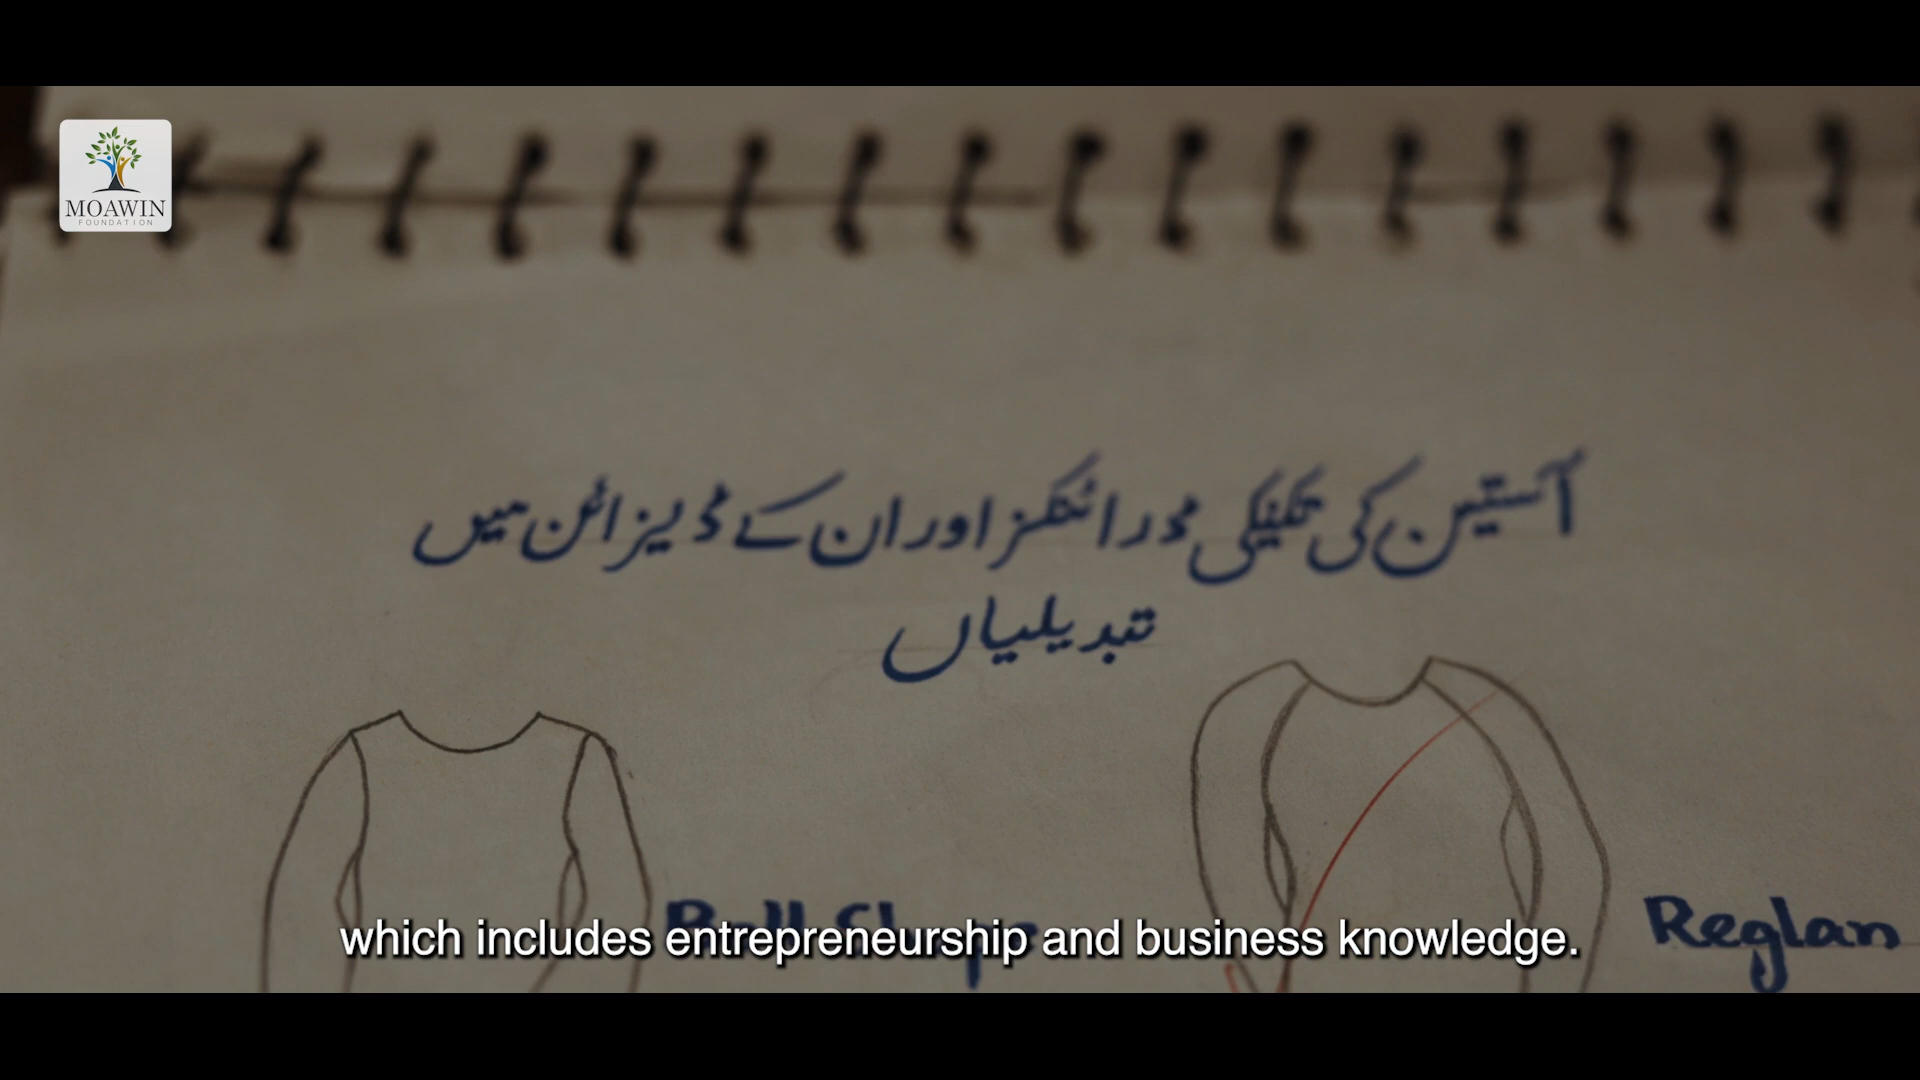 MOAWIN
FOUNDATION
آستین کی تکنیکی ڈرائنگز اور ان کے ڈیزائن میں
تبدیلیاں
Bell
Reglan
which includes entrepreneurship and business knowledge.